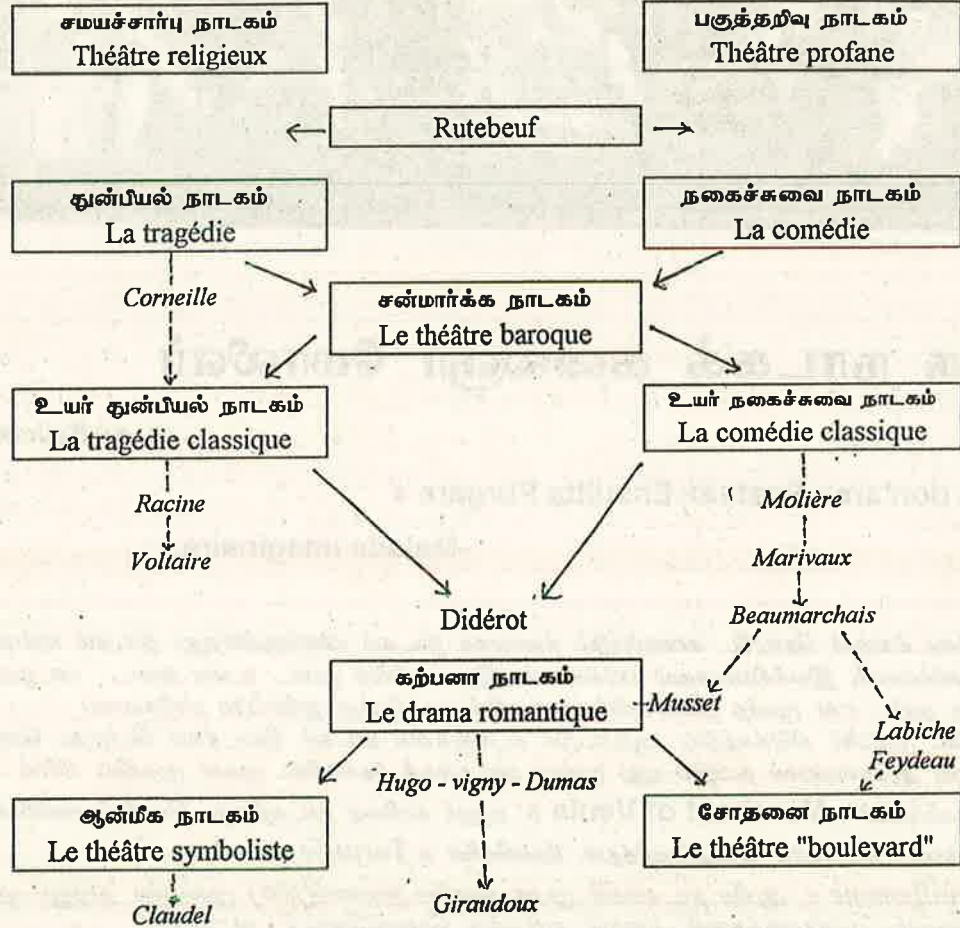 சமயச்சார்பு நாடகம்
Théâtre religieux
பகுத்தறிவு நாடகம்
Théâtre profane
Rutebeuf
துன்பியல் நாடகம்
La tragédie
நகைச்சுவை நாடகம்
La comédie
Corneille
சன்மார்க்க நாடகம்
Le théâtre baroque
உயர் துன்பியல் நாடகம்
La tragédie classique
உயர் நகைச்சுவை நாடகம்
La comédie classique
Racine
Molière
Voltaire
Marivaux
Didérot
Beaumarchais
கற்பனா நாடகம்
Le drama romantique
Musset
Labiche
Feydeau
Hugo - vigny - Dumas
ஆன்மீக நாடகம்
Le théâtre symboliste
சோதனை நாடகம்
Le théâtre "boulevard"
Claudel
Giraudoux